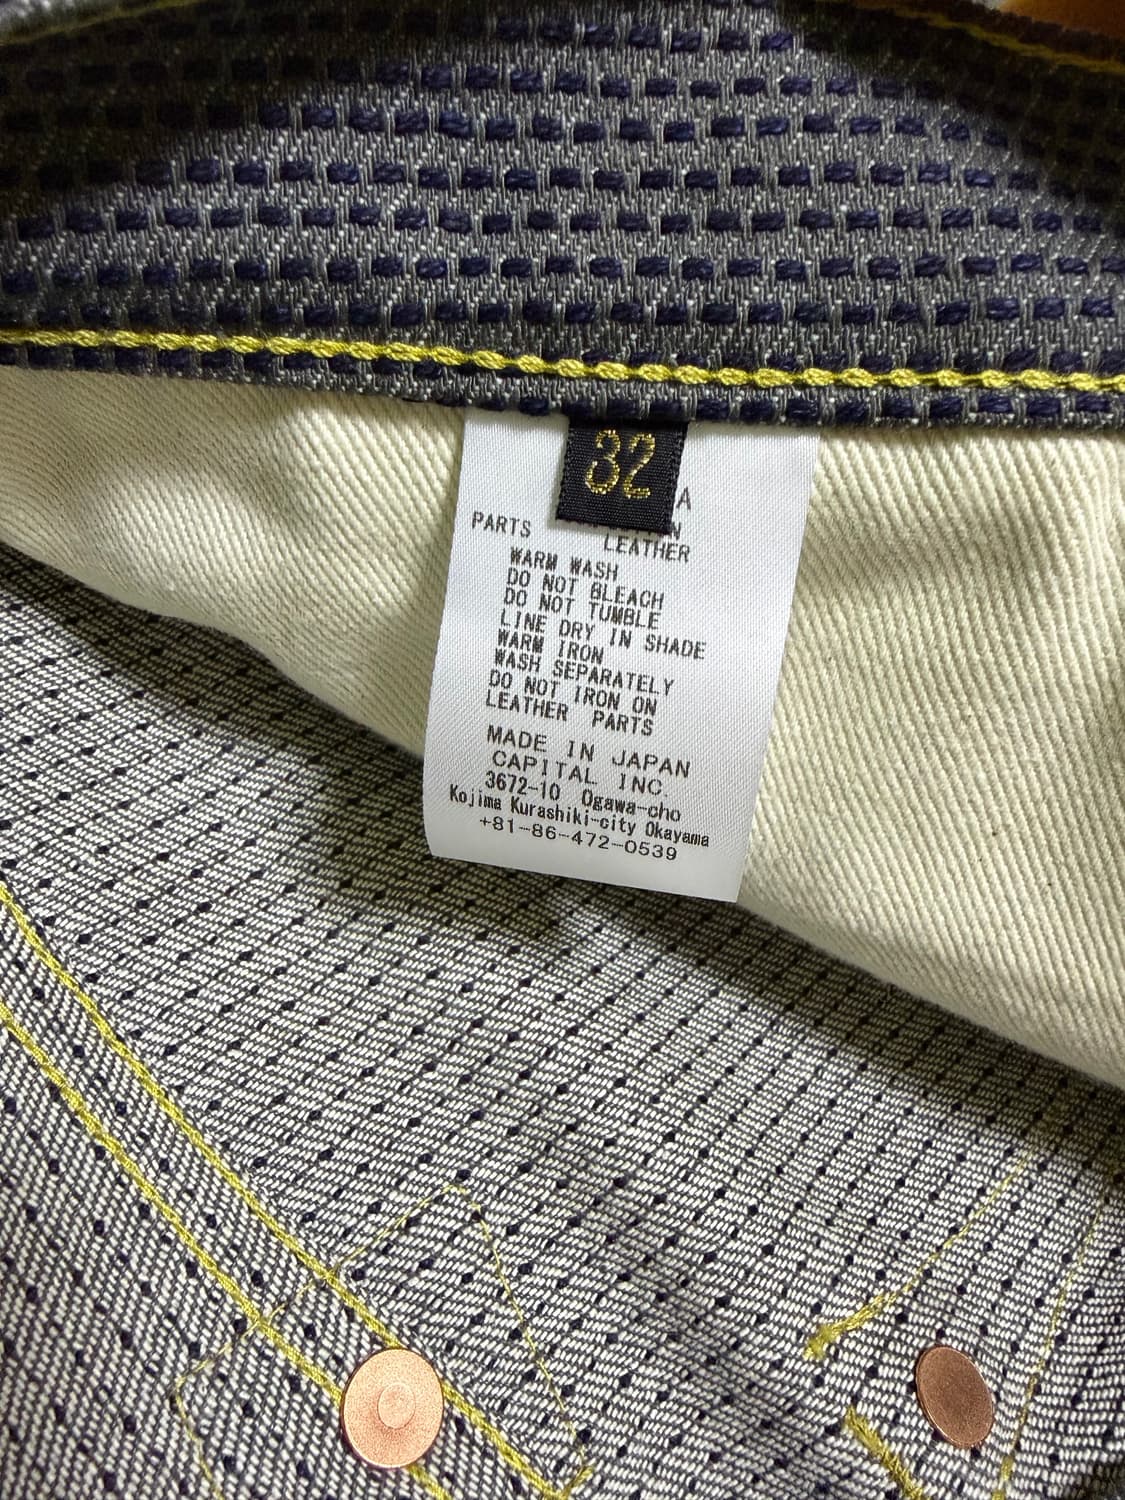 32
A
PARTS
LEATHER
WARM WASH
DO NOT BLEACH
DO NOT TUMBLE
LINE DRY IN SHADE
WARM IRON
WASH SEPARATELY
DO NOT IRON ON
LEATHER PARTS
MADE IN JAPAN
CAPITAL INC.
3672-10 Ogawa-cho
Kojima Kurashiki-city Okayama
+81-86-472-0539